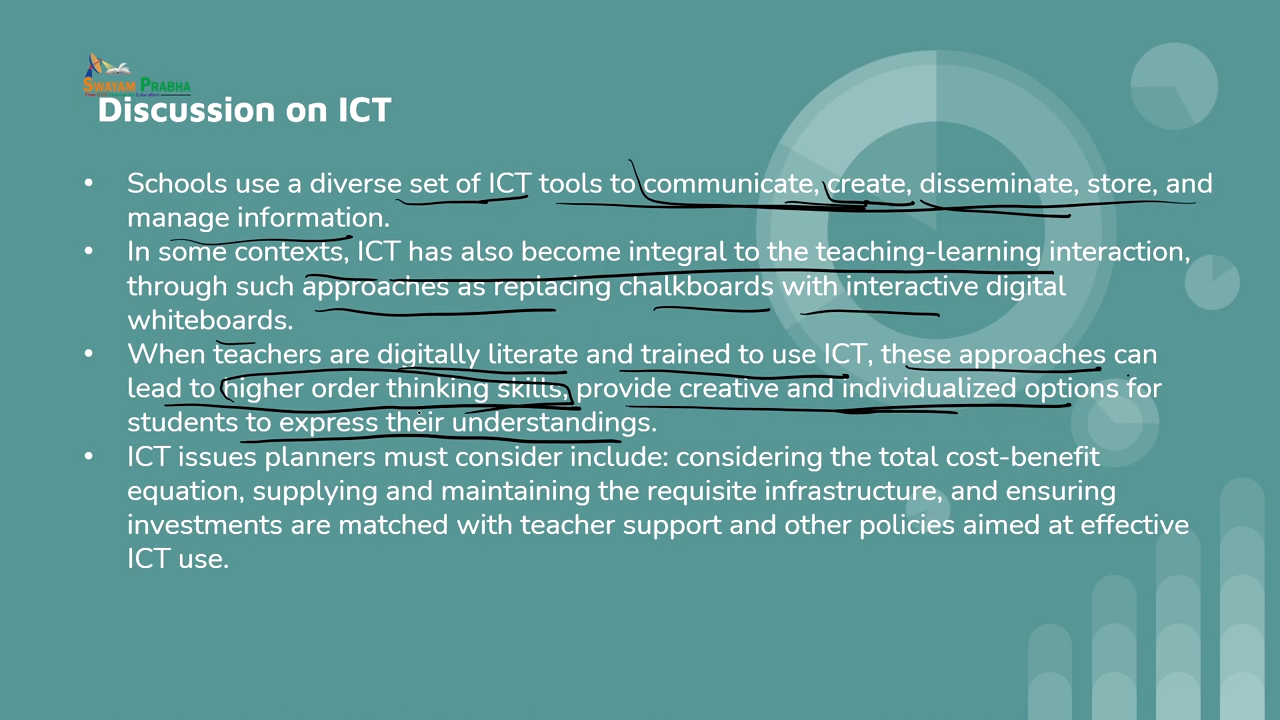 SWAYAM PRABHA
Discussion on ICT
• Schools use a diverse set of ICT tools to communicate, create, disseminate, store, and
manage information.
• In some contexts, ICT has also become integral to the teaching-learning interaction,
through such approaches as replacing chalkboards with interactive digital
whiteboards.
• When teachers are digitally literate and trained to use ICT, these approaches can
lead to higher order thinking skills, provide creative and individualized options for
students to express their understandings.
• ICT issues planners must consider include: considering the total cost-benefit
equation, supplying and maintaining the requisite infrastructure, and ensuring
investments are matched with teacher support and other policies aimed at effective
ICT use.